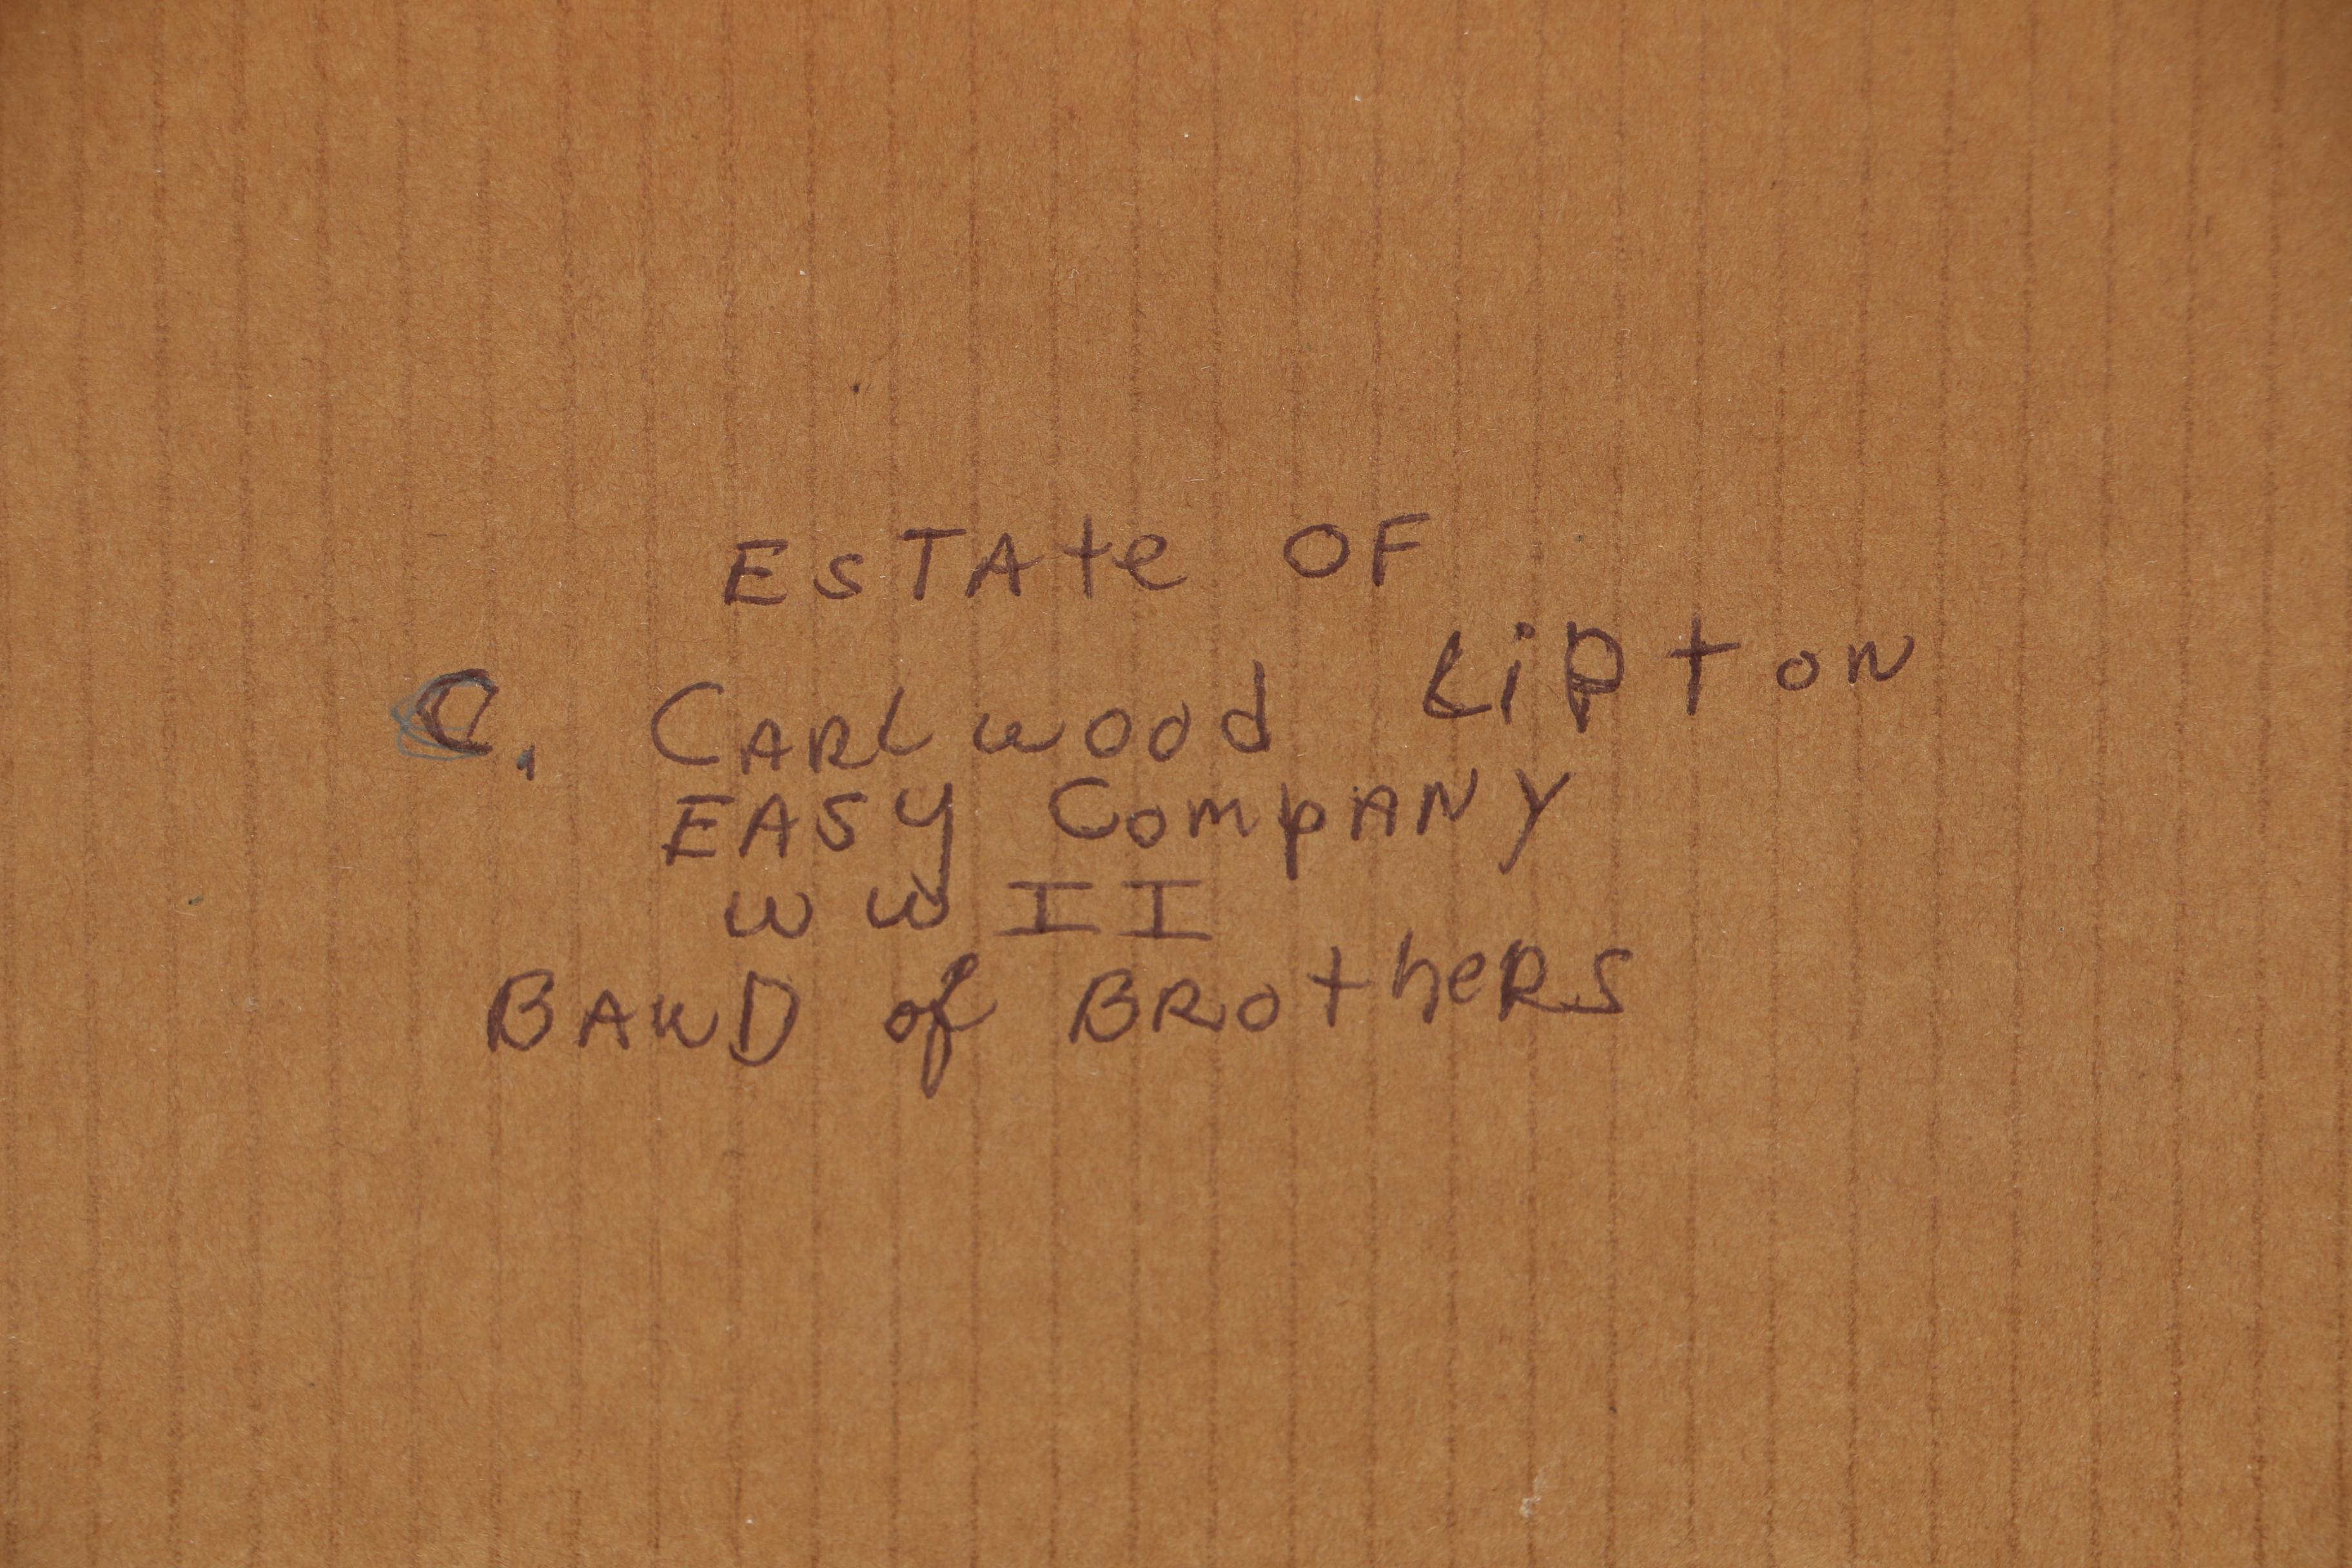 ESTAte OF
C. CARLwood LiPton
EASy CompANY
wwII
BAND of BROtheRS